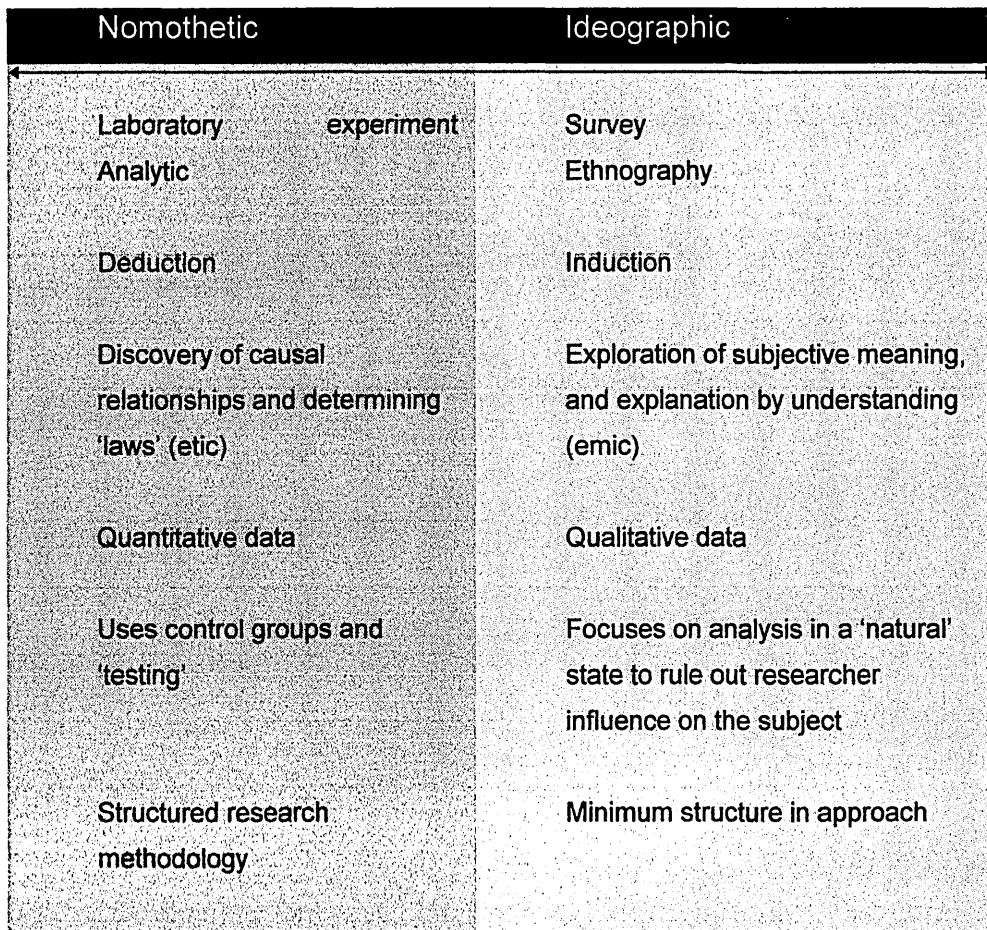 Nomothetic Ideographic
Laboratory experiment Survey
Analytic Ethnography
Deduction Induction
Discovery of causal Exploration of subjective meaning,
relationships and determining and explanation by understanding
‘laws’ (etic) (emic)
Quantitative data Qualitative data
Uses control groups and Focuses on analysis in a ‘natural’
‘testing’ state to rule out researcher
influence on the subject
Structured research Minimum structure in approach
methodology